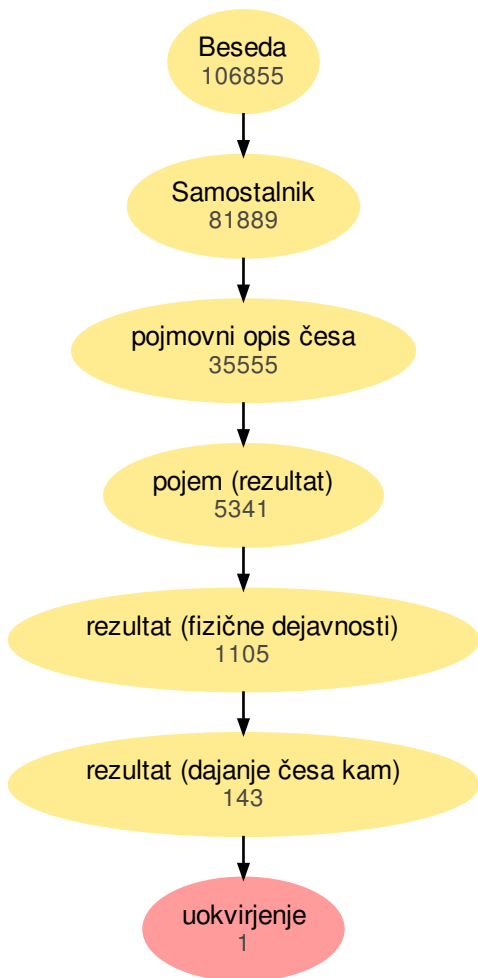 Beseda
106855
Samostalnik
81889
pojmovni opis česa
35555
pojem (rezultat)
5341
rezultat (fizične dejavnosti)
1105
rezultat (dajanje česa kam)
143
uokvirjenje
1